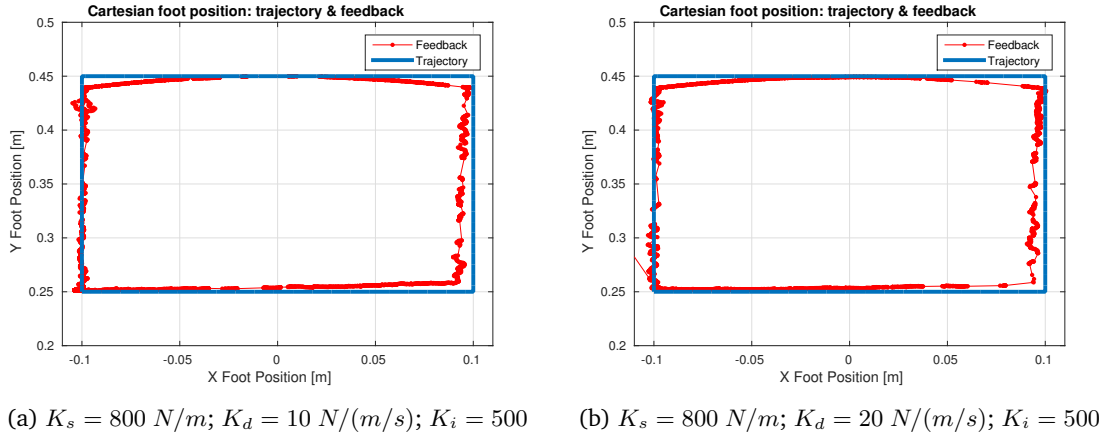 Cartesian foot position: trajectory & feedback
0.5
0.45
0.4
0.35
0.3
0.25
0.2
Y Foot Position [m]
-0.1 -0.05 0 0.05 0.1
X Foot Position [m]
Feedback
Trajectory
(a) K_s = 800 N/m; K_d = 10 N/(m/s); K_i = 500
Cartesian foot position: trajectory & feedback
0.5
0.45
0.4
0.35
0.3
0.25
0.2
Y Foot Position [m]
-0.1 -0.05 0 0.05 0.1
X Foot Position [m]
Feedback
Trajectory
(b) K_s = 800 N/m; K_d = 20 N/(m/s); K_i = 500